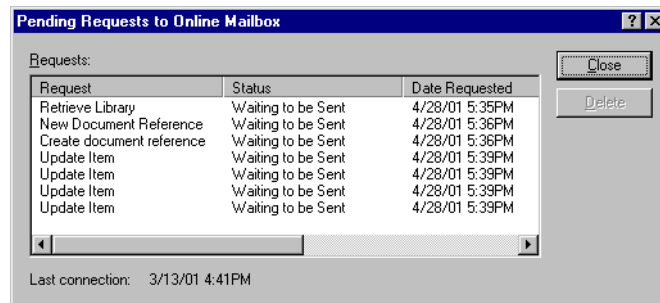 Pending Requests to Online Mailbox
Requests:
Close
Request Status Date Requested
Delete
Retrieve Library Waiting to be Sent 4/28/01 5:35PM
New Document Reference Waiting to be Sent 4/28/01 5:36PM
Create document reference Waiting to be Sent 4/28/01 5:36PM
Update Item Waiting to be Sent 4/28/01 5:39PM
Update Item Waiting to be Sent 4/28/01 5:39PM
Update Item Waiting to be Sent 4/28/01 5:39PM
Update Item Waiting to be Sent 4/28/01 5:39PM
Last connection: 3/13/01 4:41PM